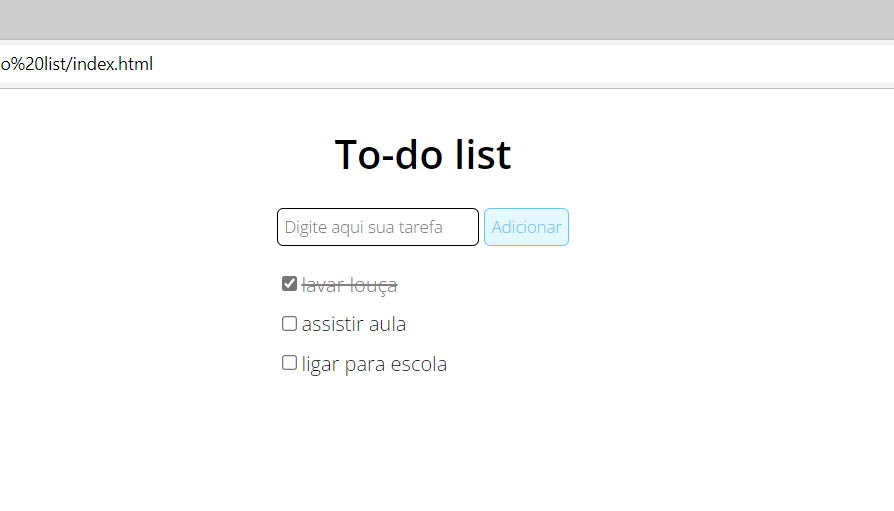 o%20list/index.html
To-do list
Digite aqui sua tarefa Adicionar
lavar louça
assistir aula
ligar para escola